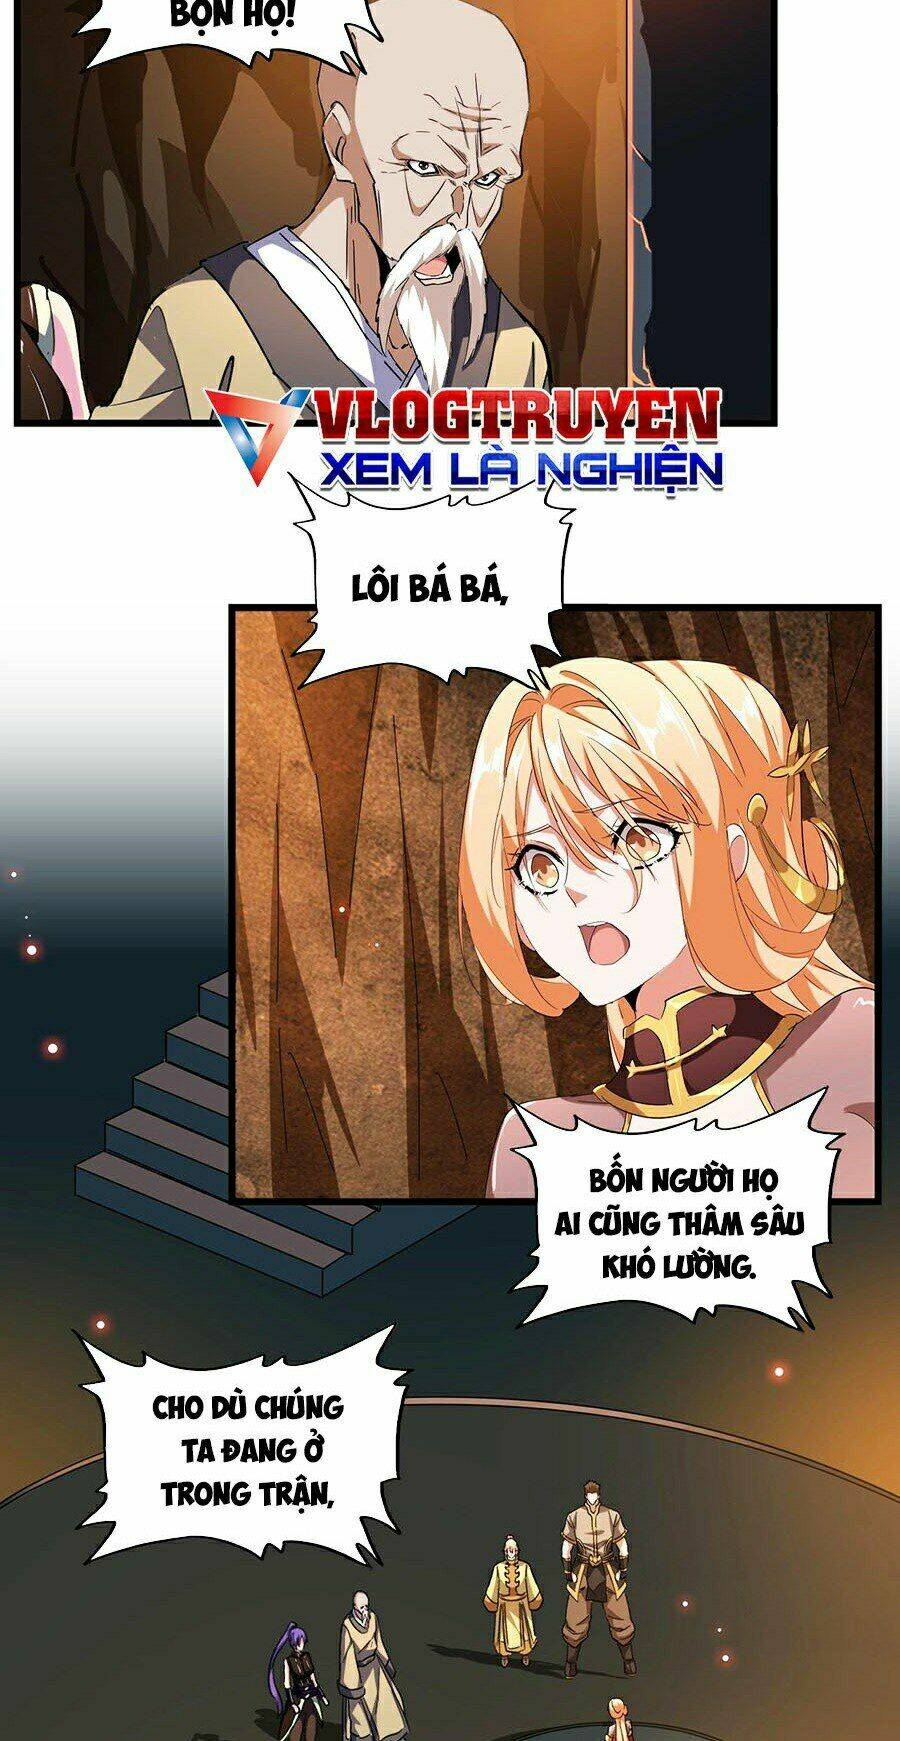 BỌN HỌ!
VLOGTRUYEN
XEM LÀ NGHIỆN
LÔI BÁ BÁ,
BỐN NGƯỜI HỌ
AI CŨNG THÂM SÂU
KHÓ LƯỜNG.
CHO DÙ CHÚNG
TA ĐANG Ở
TRONG TRẬN,